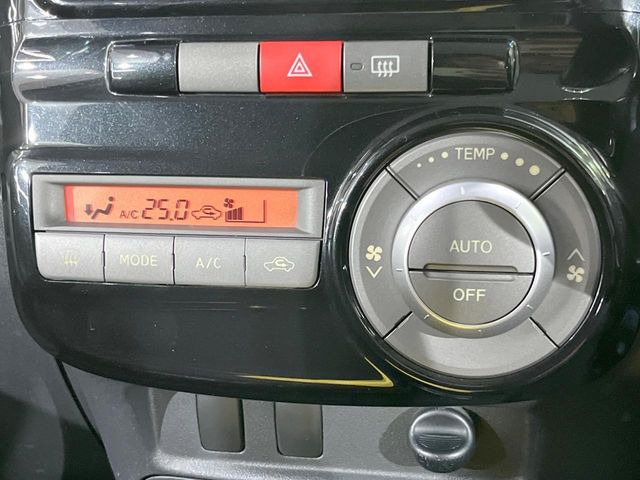 TEMP
A/C 25.0
AUTO
MODE
A/C
OFF